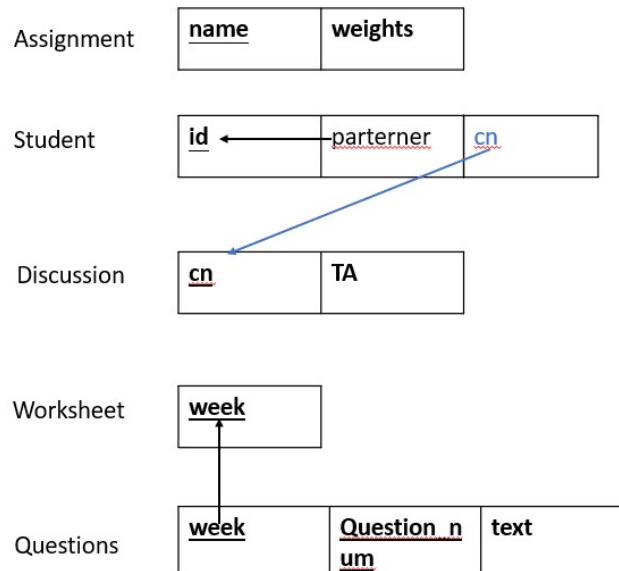 Assignment name weights
Student id parterner cn
Discussion cn TA
Worksheet week
Questions week Question_n text
um